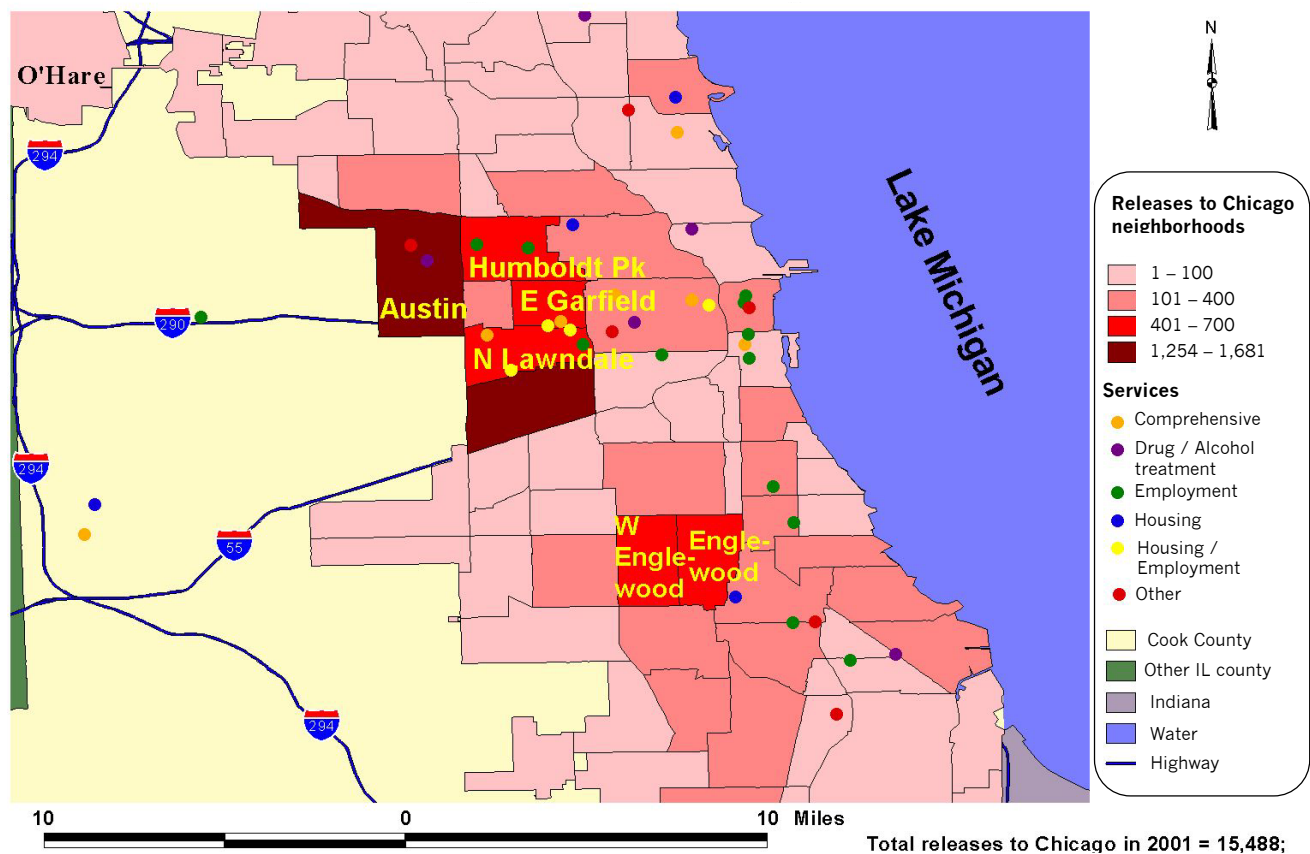 O'Hare
294
290
294
55
294
Austin
Humboldt Pk
E Garfield
N Lawndale
W
Engle-
wood
Engle-
wood
Lake Michigan
N
Releases to Chicago
neighborhoods
1 – 100
101 – 400
401 – 700
1,254 – 1,681
Services
Comprehensive
Drug / Alcohol
treatment
Employment
Housing
Housing /
Employment
Other
Cook County
Other IL county
Indiana
Water
Highway
10 0 10 Miles
Total releases to Chicago in 2001 = 15,488;